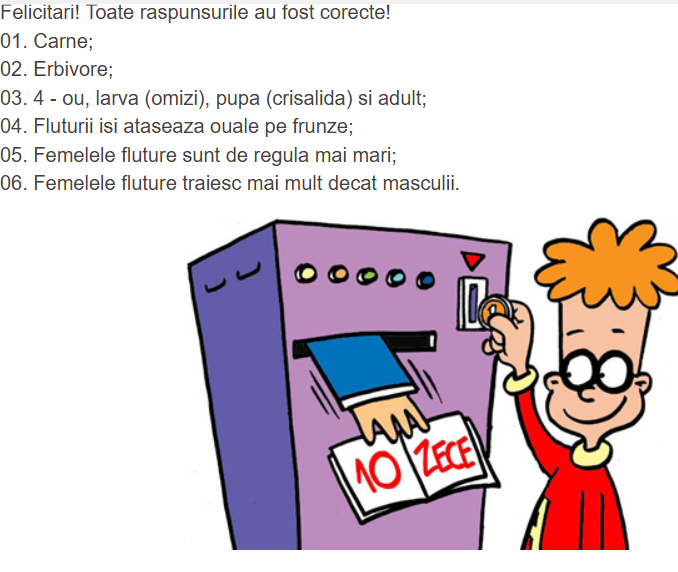 Felicitari! Toate raspunsurile au fost corecte!
01. Carne;
02. Erbivore;
03. 4 - ou, larva (omizi), pupa (crisalida) si adult;
04. Fluturii isi ataseaza ouale pe frunze;
05. Femelele fluture sunt de regula mai mari;
06. Femelele fluture traiesc mai mult decat masculii.
10 ZECE